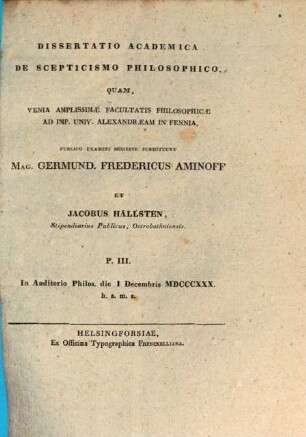 DISSERTATIO ACADEMICA
DE SCEPTICISMO PHILOSOPHICO,
QUAM,
VENIA AMPLISSIMÆ FACULTATIS PHILOSOPHICÆ
AD IMP. UNIV. ALEXANDRÆAM IN FENNIA,
PUBLICO EXAMINI MODESTE SUBMITTUNT
MAG. GERMUND. FREDERICUS AMINOFF
ET
JACOBUS HÄLLSTEN,
Stipendiarius Publicus, Ostrobothniensis.
P. III.
In Auditorio Philos. die 1 Decembris MDCCCXXX.
h. a. m. s.
HELSINGFORSIAE,
Ex Officina Typographica FRENCKELLIANA.